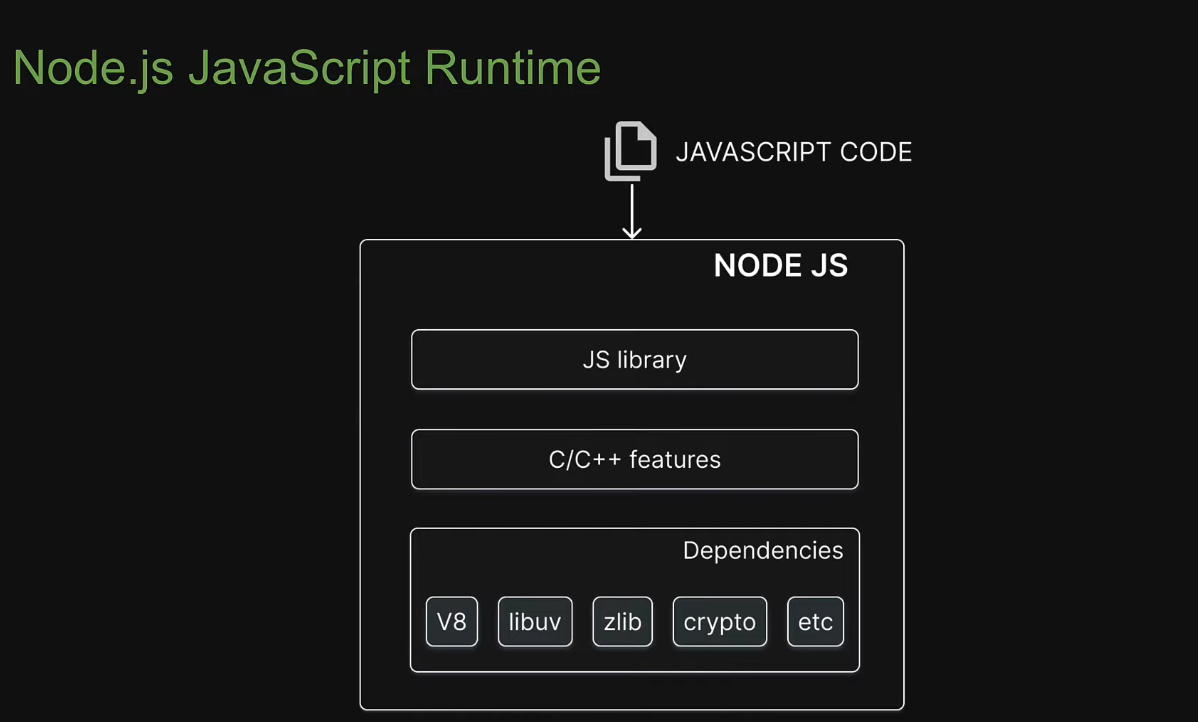 Node.js JavaScript Runtime
JAVASCRIPT CODE
NODE JS
JS library
C/C++ features
Dependencies
V8 libuv zlib crypto etc